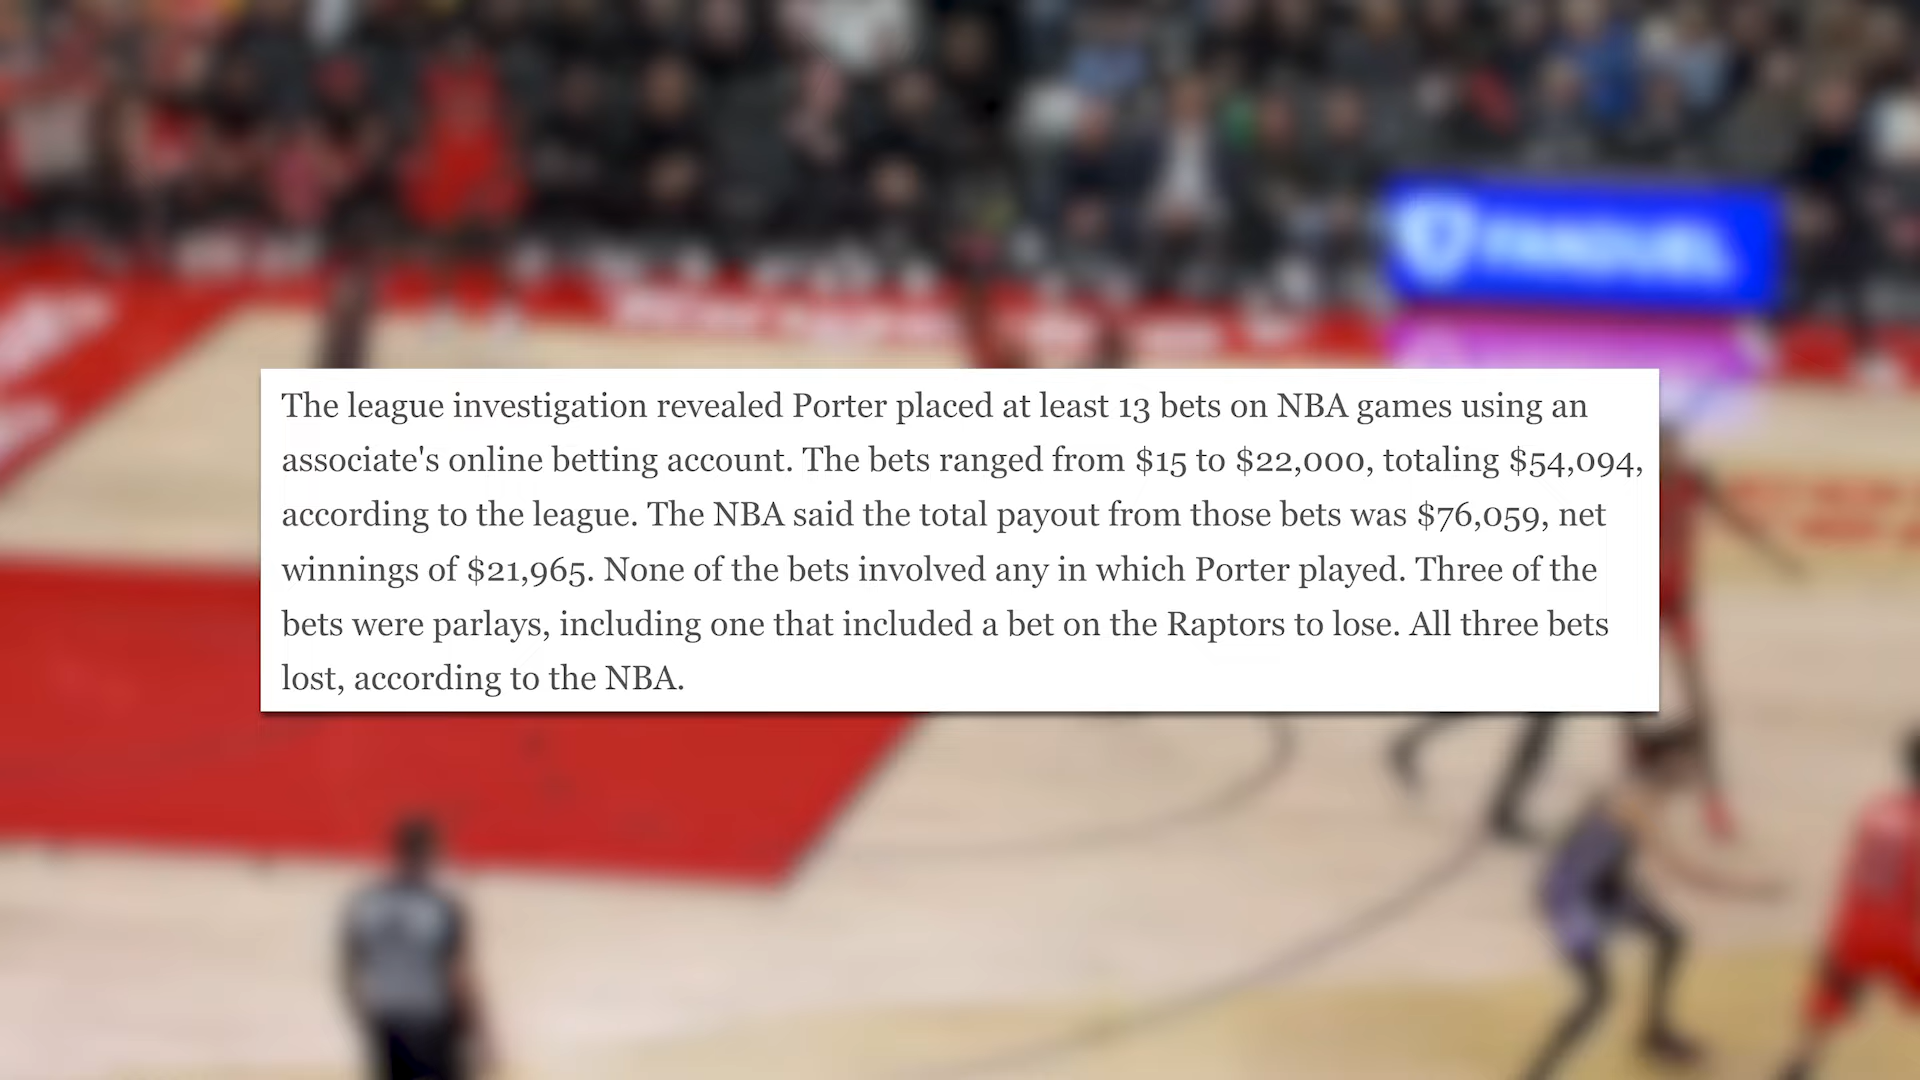 FANDUEL
The league investigation revealed Porter placed at least 13 bets on NBA games using an
associate's online betting account. The bets ranged from $15 to $22,000, totaling $54,094,
according to the league. The NBA said the total payout from those bets was $76,059, net
winnings of $21,965. None of the bets involved any in which Porter played. Three of the
bets were parlays, including one that included a bet on the Raptors to lose. All three bets
lost, according to the NBA.